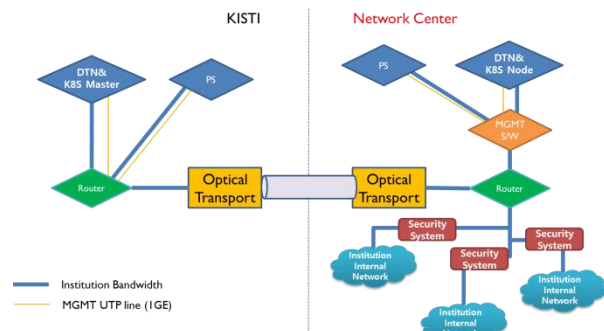 KISTI
Network Center
DTN&
K8S Master
PS
PS
DTN&
K8S Node
MGMT
S/W
Router
Optical
Transport
Optical
Transport
Router
Security
System
Security
System
Security
System
Institution
Internal
Network
Institution
Internal
Network
Institution
Internal
Network
Institution Bandwidth
MGMT UTP line (1GE)